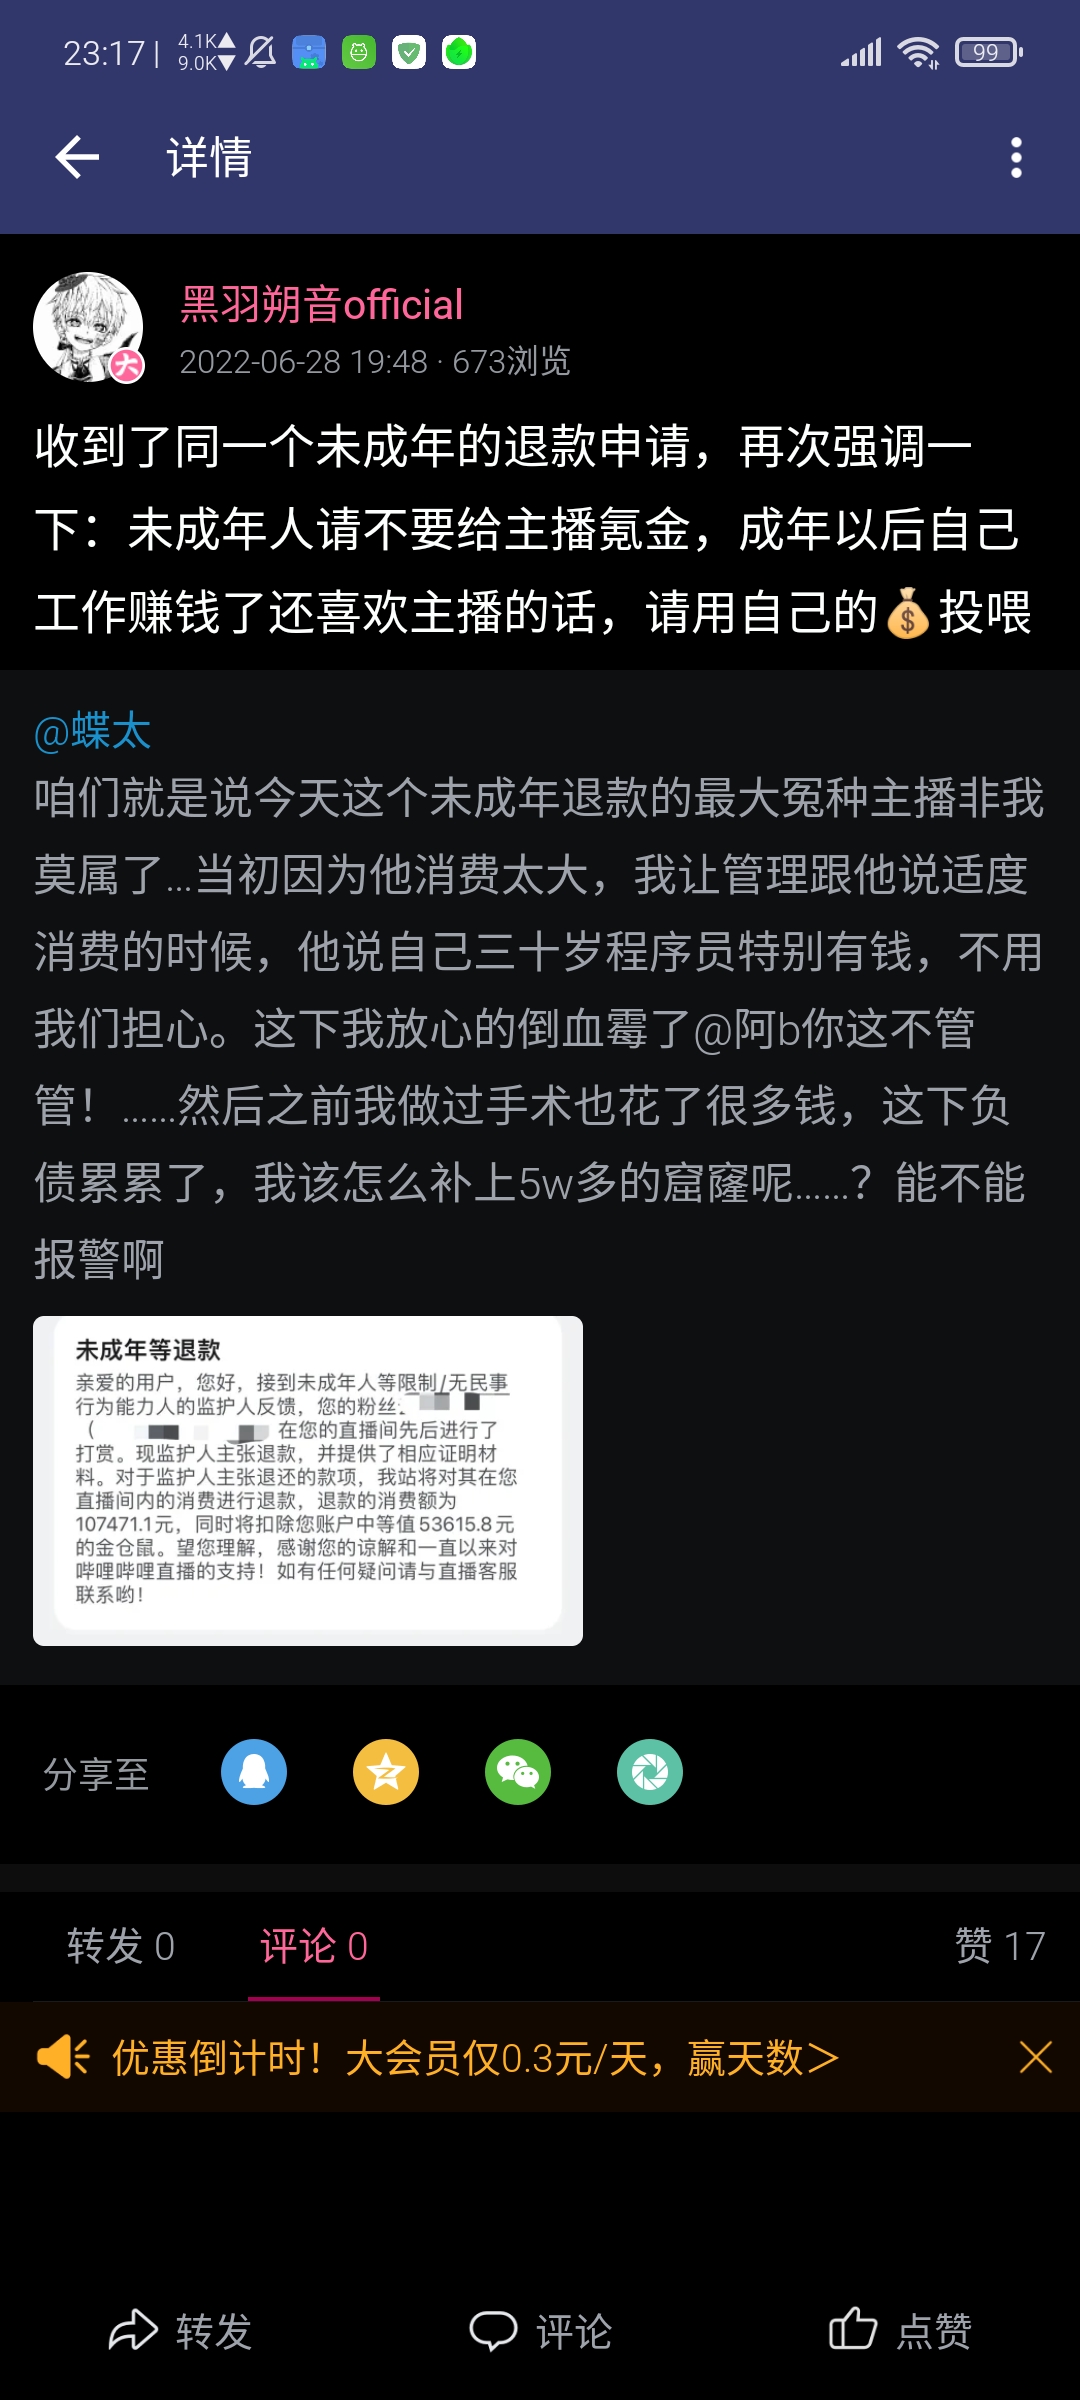 23:17 | 4.1K 9.0K 99
详情
黑羽朔音official
2022-06-28 19:48 · 673浏览
收到了同一个未成年的退款申请，再次强调一
下：未成年人请不要给主播氪金，成年以后自己
工作赚钱了还喜欢主播的话，请用自己的💰投喂
@蝶太
咱们就是说今天这个未成年退款的最大冤种主播非我
莫属了...当初因为他消费太大，我让管理跟他说适度
消费的时候，他说自己三十岁程序员特别有钱，不用
我们担心。这下我放心的倒血霉了@阿b你这不管
管！......然后之前我做过手术也花了很多钱，这下负
债累累了，我该怎么补上5w多的窟窿呢......？能不能
报警啊
未成年等退款
亲爱的用户，您好，接到未成年人等限制/无民事
行为能力人的监护人反馈，您的粉丝
（ 在您的直播间先后进行了
打赏。现监护人主张退款，并提供了相应证明材
料。对于监护人主张退还的款项，我站将对其在您
直播间内的消费进行退款，退款的消费额为
107471.1元，同时将扣除您账户中等值53615.8元
的金仓鼠。望您理解，感谢您的谅解和一直以来对
哔哩哔哩直播的支持！如有任何疑问请与直播客服
联系哟！
分享至
转发 0 评论 0 赞 17
优惠倒计时！大会员仅0.3元/天，赢天数＞
转发 评论 点赞